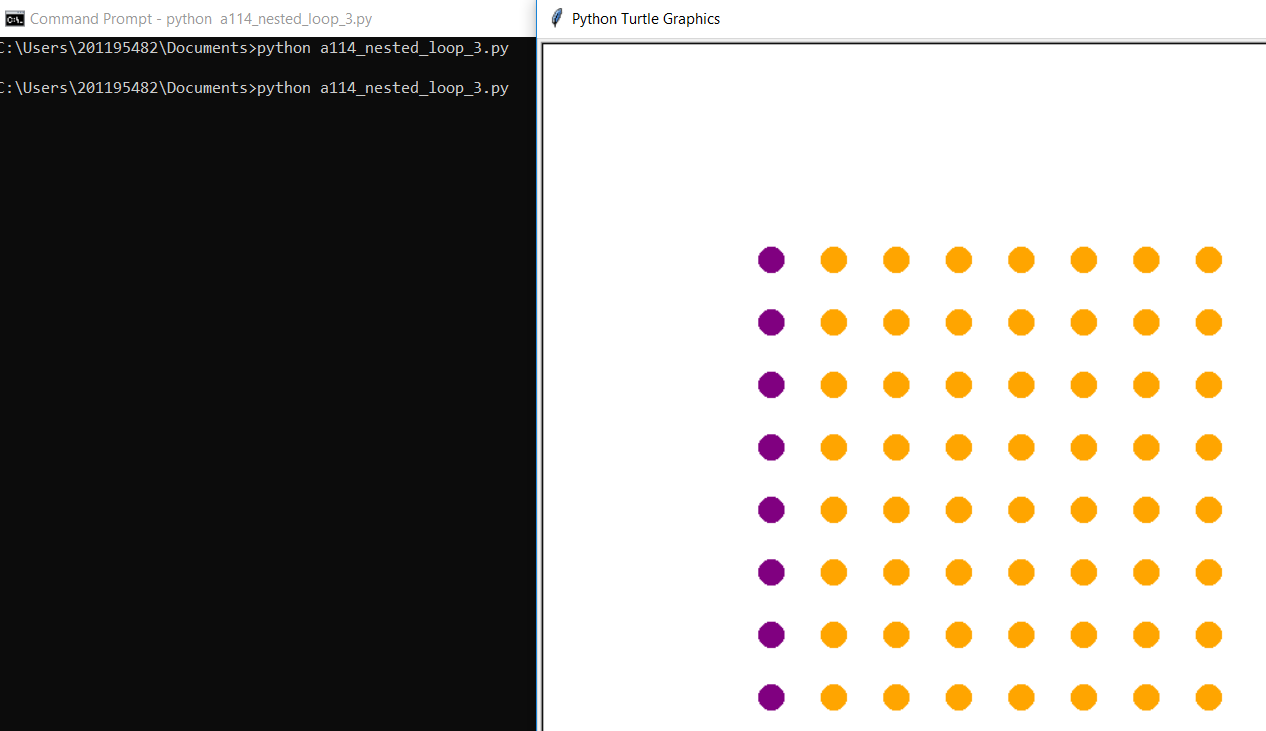 Command Prompt - python  a114_nested_loop_3.py
Python Turtle Graphics
C:\Users\201195482\Documents>python a114_nested_loop_3.py
C:\Users\201195482\Documents>python a114_nested_loop_3.py